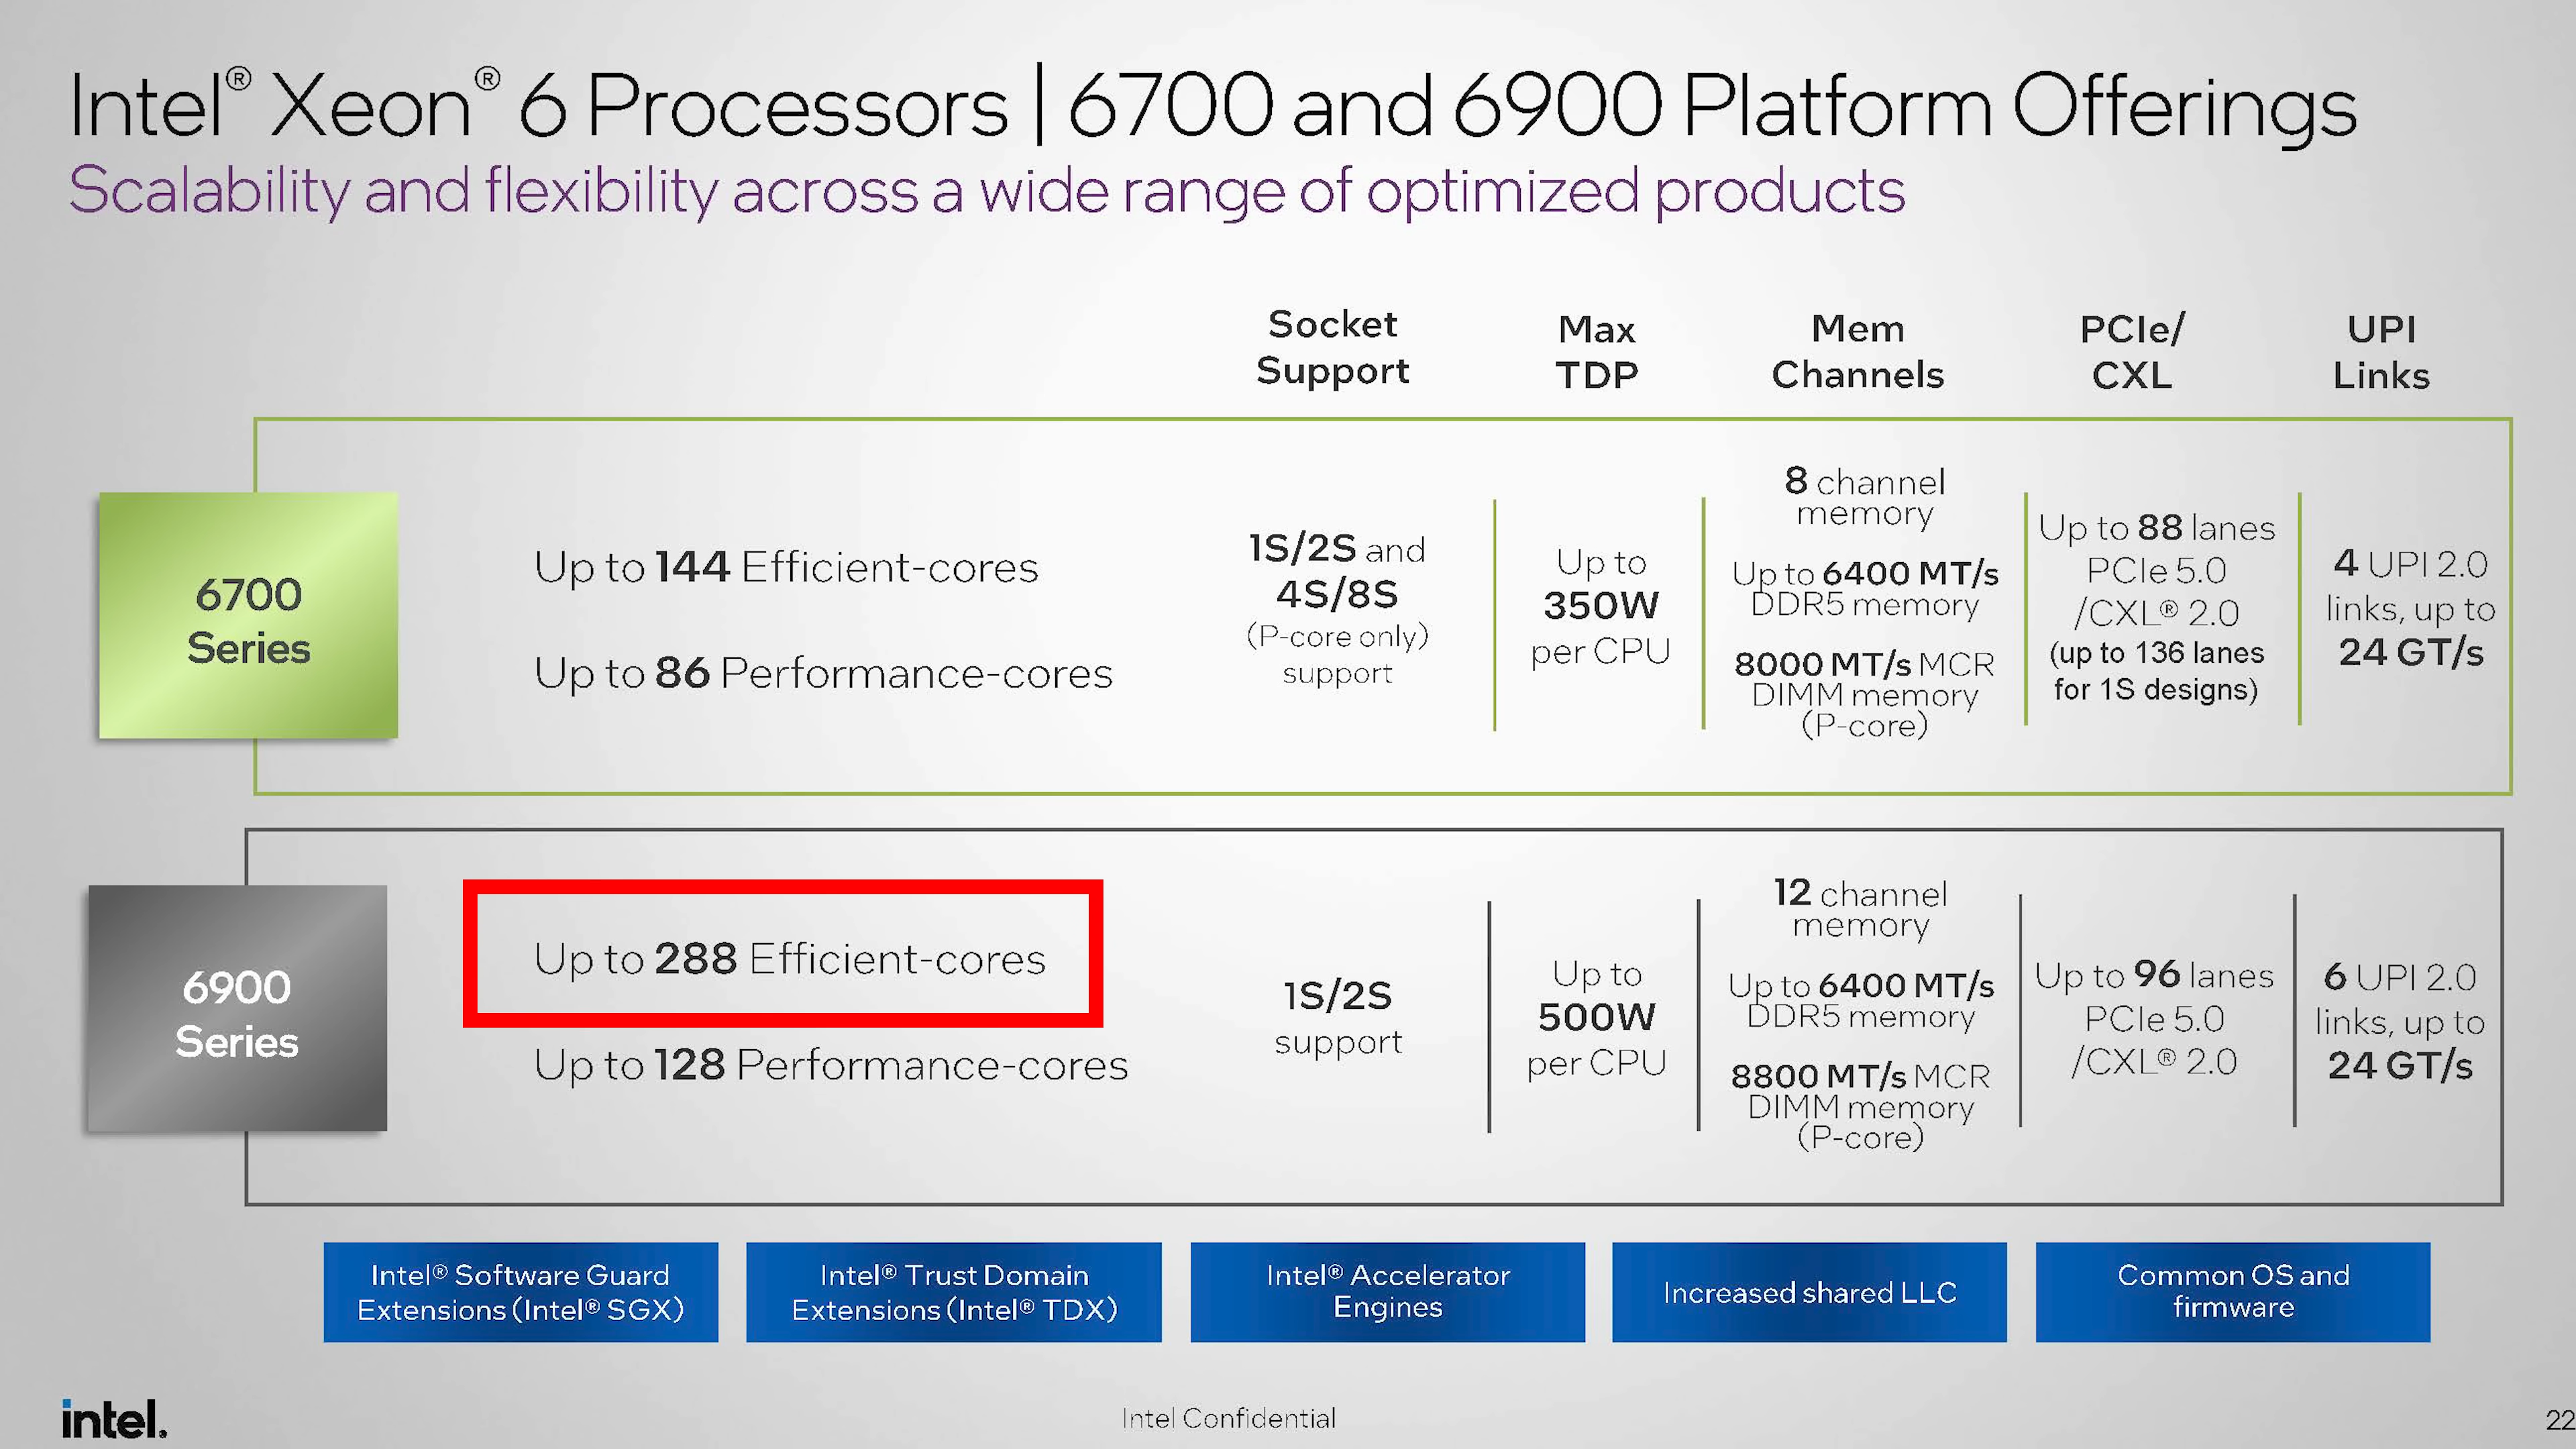 Intel® Xeon® 6 Processors | 6700 and 6900 Platform Offerings
Scalability and flexibility across a wide range of optimized products
Socket
Support
Max
TDP
Mem
Channels
PCIe/
CXL
UPI
Links
6700
Series
Up to 144 Efficient-cores
Up to 86 Performance-cores
1S/2S and
4S/8S
(P-core only)
support
Up to
350W
per CPU
8 channel
memory
Up to 6400 MT/s
DDR5 memory
8000 MT/s MCR
DIMM memory
(P-core)
Up to 88 lanes
PCIe 5.0
/CXL® 2.0
(up to 136 lanes
for 1S designs)
4 UPI 2.0
links, up to
24 GT/s
6900
Series
Up to 288 Efficient-cores
Up to 128 Performance-cores
1S/2S
support
Up to
500W
per CPU
12 channel
memory
Up to 6400 MT/s
DDR5 memory
8800 MT/s MCR
DIMM memory
(P-core)
Up to 96 lanes
PCIe 5.0
/CXL® 2.0
6 UPI 2.0
links, up to
24 GT/s
Intel® Software Guard
Extensions (Intel® SGX)
Intel® Trust Domain
Extensions (Intel® TDX)
Intel® Accelerator
Engines
Increased shared LLC
Common OS and
firmware
intel.
Intel Confidential
22